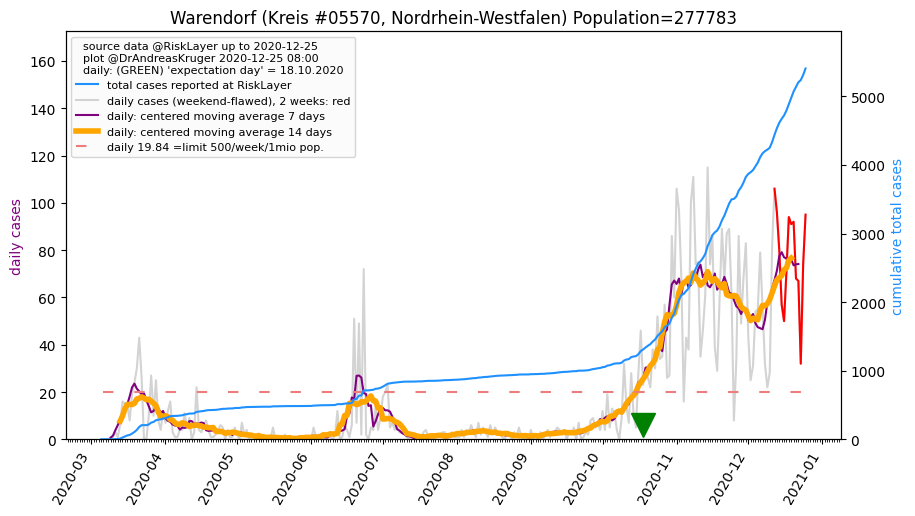 Warendorf (Kreis #05570, Nordrhein-Westfalen) Population=277783
source data @RiskLayer up to 2020-12-25
plot @DrAndreasKruger 2020-12-25 08:00
daily: (GREEN) 'expectation day' = 18.10.2020
total cases reported at RiskLayer
daily cases (weekend-flawed), 2 weeks: red
daily: centered moving average 7 days
daily: centered moving average 14 days
daily 19.84 =limit 500/week/1mio pop.
daily cases
160
140
120
100
80
60
40
20
0
cumulative total cases
5000
4000
3000
2000
1000
0
2020-03
2020-04
2020-05
2020-06
2020-07
2020-08
2020-09
2020-10
2020-11
2020-12
2021-01